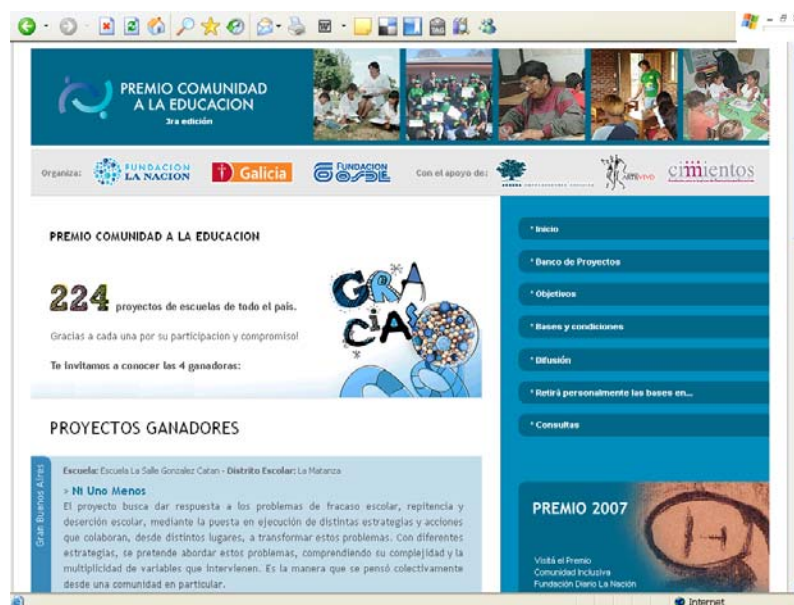 PREMIO COMUNIDAD
A LA EDUCACION
3ra edición
Organiza:
FUNDACION
LA NACION
Galicia
FUNDACION
OSDE
Con el apoyo de:
ARTEVIVO
cimientos
PREMIO COMUNIDAD A LA EDUCACION
224 proyectos de escuelas de todo el pais.
Gracias a cada una por su participacion y compromiso!
Te invitamos a conocer las 4 ganadoras:
GRACIAS
* Inicio
* Banco de Proyectos
* Objetivos
* Bases y condiciones
* Difusión
* Retirá personalmente las bases en...
* Consultas
PROYECTOS GANADORES
Gran Buenos Aires
Escuela: Escuela La Salle Gonzalez Catan - Distrito Escolar: La Matanza
> Ni Uno Menos
El proyecto busca dar respuesta a los problemas de fracaso escolar, repitencia y
deserción escolar, mediante la puesta en ejecución de distintas estrategias y acciones
que colaboran, desde distintos lugares, a transformar estos problemas. Con diferentes
estrategias, se pretende abordar estos problemas, comprendiendo su complejidad y la
multiplicidad de variables que intervienen. Es la manera que se pensó colectivamente
desde una comunidad en particular.
PREMIO 2007
Visitá el Premio
Comunidad Inclusiva
Fundación Diario La Nación
Internet